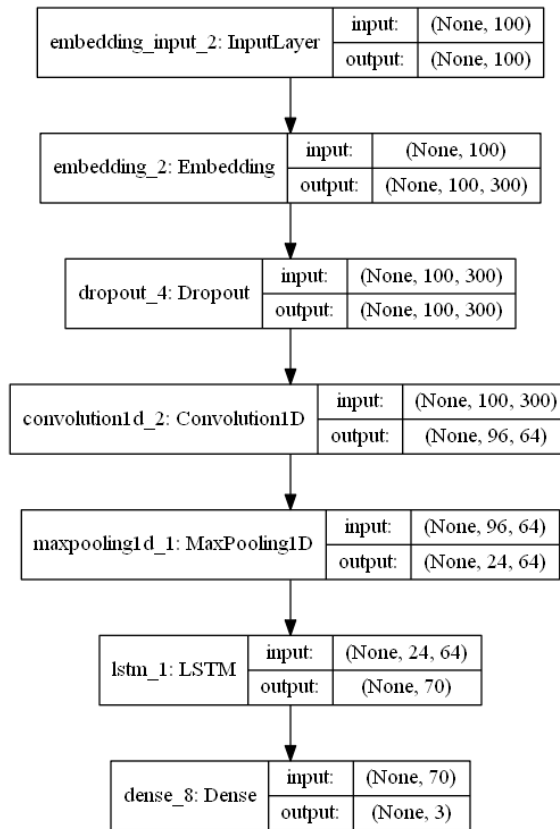 embedding_input_2: InputLayer
input: (None, 100)
output: (None, 100)
embedding_2: Embedding
input: (None, 100)
output: (None, 100, 300)
dropout_4: Dropout
input: (None, 100, 300)
output: (None, 100, 300)
convolution1d_2: Convolution1D
input: (None, 100, 300)
output: (None, 96, 64)
maxpooling1d_1: MaxPooling1D
input: (None, 96, 64)
output: (None, 24, 64)
lstm_1: LSTM
input: (None, 24, 64)
output: (None, 70)
dense_8: Dense
input: (None, 70)
output: (None, 3)